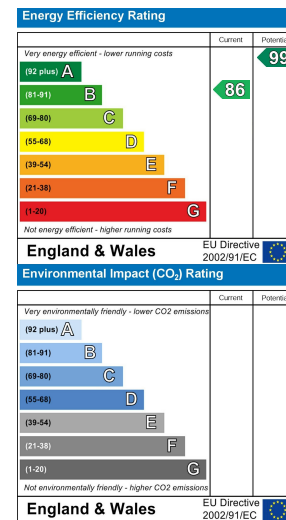 Energy Efficiency Rating
Current Potentia
Very energy efficient - lower running costs
(92 plus) A
99
(81-91) B
86
(69-80) C
(55-68) D
(39-54) E
(21-38) F
(1-20) G
Not energy efficient - higher running costs
England & Wales
EU Directive
2002/91/EC
Environmental Impact (CO₂) Rating
Current Potentia
Very environmentally friendly - lower CO2 emissions
(92 plus) A
(81-91) B
(69-80) C
(55-68) D
(39-54) E
(21-38) F
(1-20) G
Not environmentally friendly - higher CO2 emissions
England & Wales
EU Directive
2002/91/EC